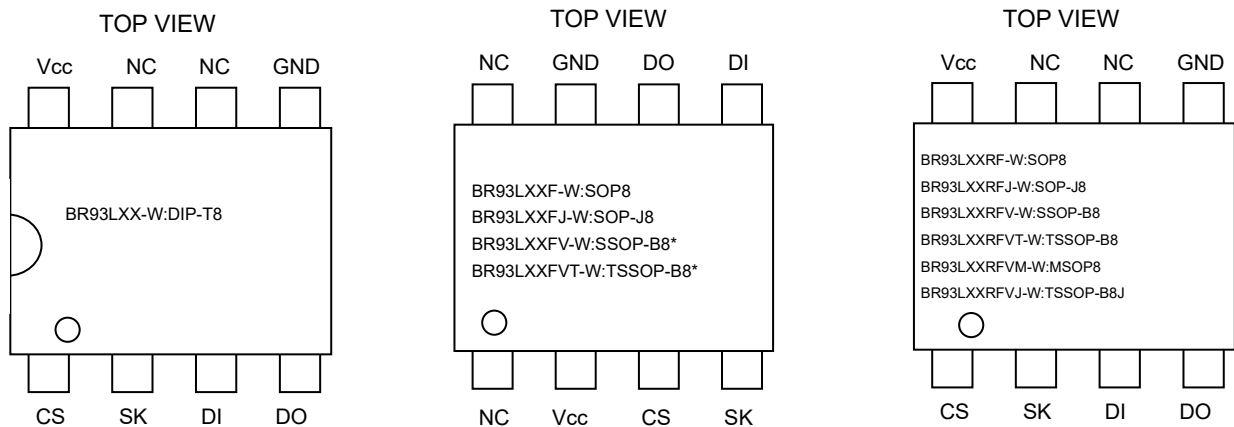 TOP VIEW
Vcc NC NC GND
BR93LXX-W:DIP-T8
CS SK DI DO
TOP VIEW
NC GND DO DI
BR93LXXF-W:SOP8
BR93LXXFJ-W:SOP-J8
BR93LXXFV-W:SSOP-B8*
BR93LXXFVT-W:TSSOP-B8*
NC Vcc CS SK
TOP VIEW
Vcc NC NC GND
BR93LXXRF-W:SOP8
BR93LXXRFJ-W:SOP-J8
BR93LXXRFV-W:SSOP-B8
BR93LXXRFVT-W:TSSOP-B8
BR93LXXRFVM-W:MSOP8
BR93LXXRFVJ-W:TSSOP-B8J
CS SK DI DO